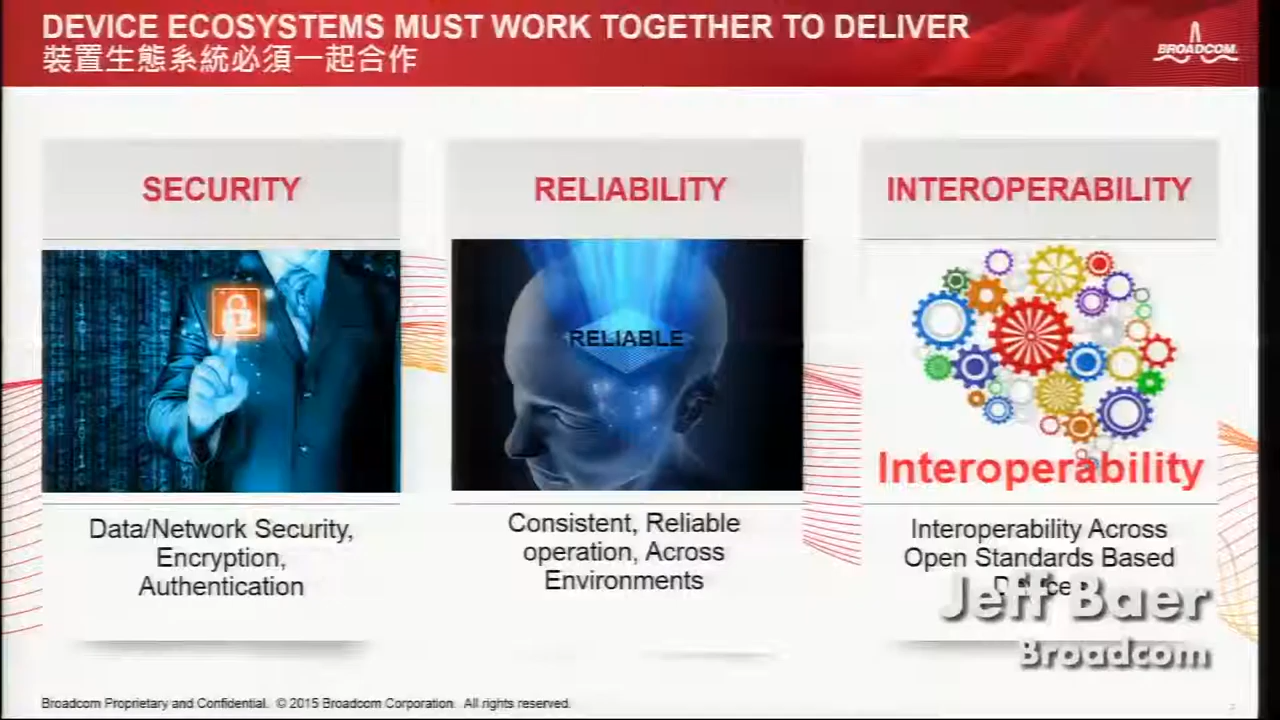 DEVICE ECOSYSTEMS MUST WORK TOGETHER TO DELIVER
裝置生態系統必須一起合作
BROADCOM.
SECURITY
RELIABILITY
INTEROPERABILITY
RELIABLE
Interoperability
Data/Network Security,
Encryption,
Authentication
Consistent, Reliable
operation, Across
Environments
Interoperability Across
Open Standards Based
Jeff Baer
Broadcom
Broadcom Proprietary and Confidential. © 2015 Broadcom Corporation. All rights reserved.